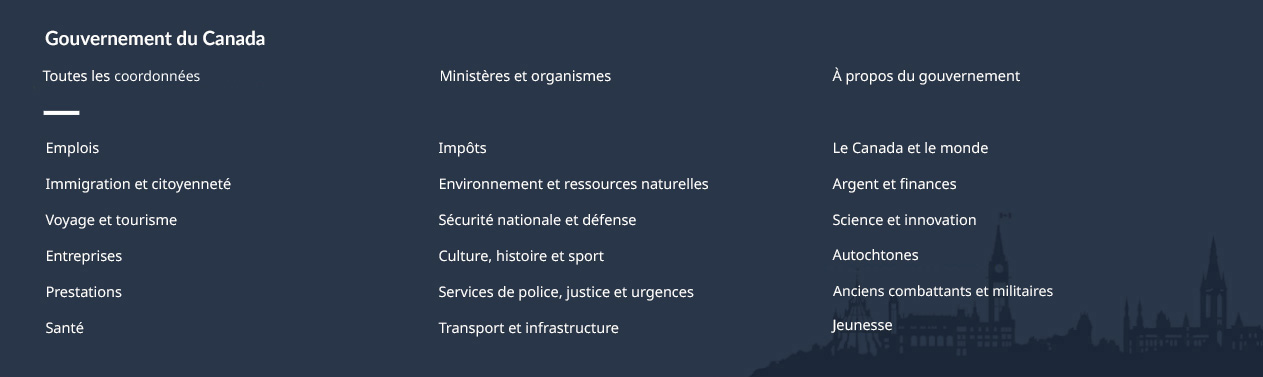 Gouvernement du Canada
Toutes les coordonnées
Ministères et organismes
À propos du gouvernement
Emplois
Impôts
Le Canada et le monde
Immigration et citoyenneté
Environnement et ressources naturelles
Argent et finances
Voyage et tourisme
Sécurité nationale et défense
Science et innovation
Entreprises
Culture, histoire et sport
Autochtones
Prestations
Services de police, justice et urgences
Anciens combattants et militaires
Santé
Transport et infrastructure
Jeunesse